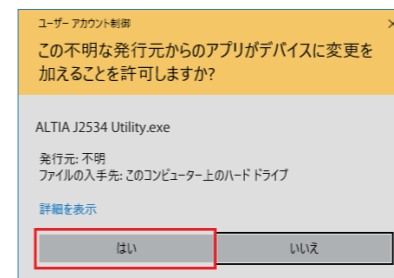 ユーザー アカウント制御
この不明な発行元からのアプリがデバイスに変更を
加えることを許可しますか?
ALTIA J2534 Utility.exe
発行元: 不明
ファイルの入手先: このコンピューター上のハード ドライブ
詳細を表示
はい
いいえ